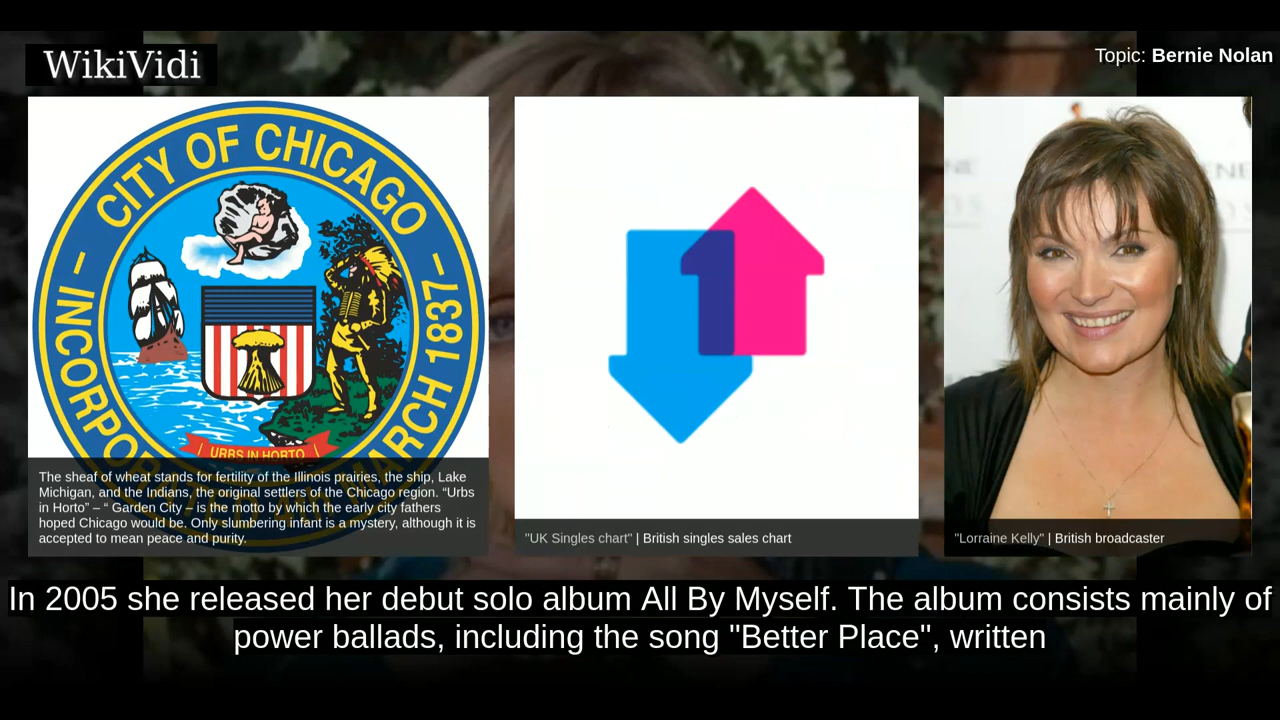 WikiVidi
Topic: Bernie Nolan
CITY OF CHICAGO
INCORPO
ARCH 1837
URBS IN HORTO
The sheaf of wheat stands for fertility of the Illinois prairies, the ship, Lake
Michigan, and the Indians, the original settlers of the Chicago region. “Urbs
in Horto” – “ Garden City – is the motto by which the early city fathers
hoped Chicago would be. Only slumbering infant is a mystery, although it is
accepted to mean peace and purity.
"UK Singles chart" | British singles sales chart
"Lorraine Kelly" | British broadcaster
In 2005 she released her debut solo album All By Myself. The album consists mainly of
power ballads, including the song "Better Place", written